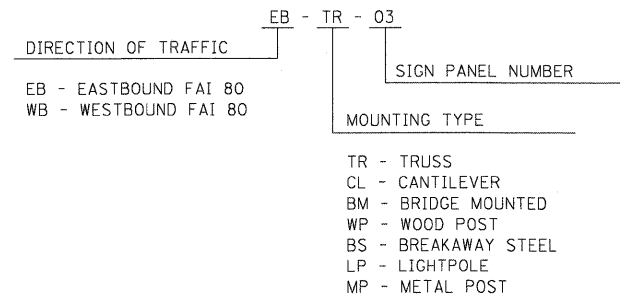 EB - TR - 03
DIRECTION OF TRAFFIC
EB - EASTBOUND FAI 80
WB - WESTBOUND FAI 80
SIGN PANEL NUMBER
MOUNTING TYPE
TR - TRUSS
CL - CANTILEVER
BM - BRIDGE MOUNTED
WP - WOOD POST
BS - BREAKAWAY STEEL
LP - LIGHTPOLE
MP - METAL POST